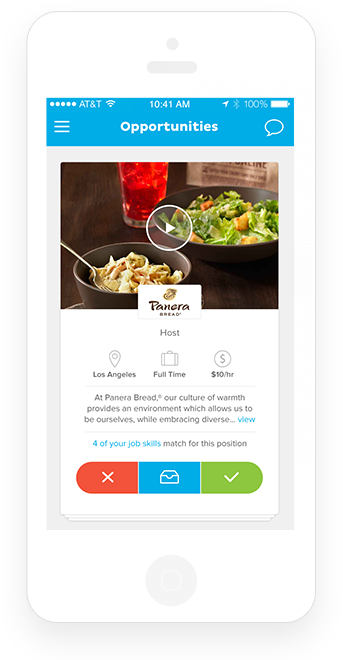 AT&T 10:41 AM 100%
Opportunities
Panera
BREAD®
Host
Los Angeles Full Time $10/hr
At Panera Bread,® our culture of warmth
provides an environment which allows us to
be ourselves, while embracing diverse... view
4 of your job skills match for this position